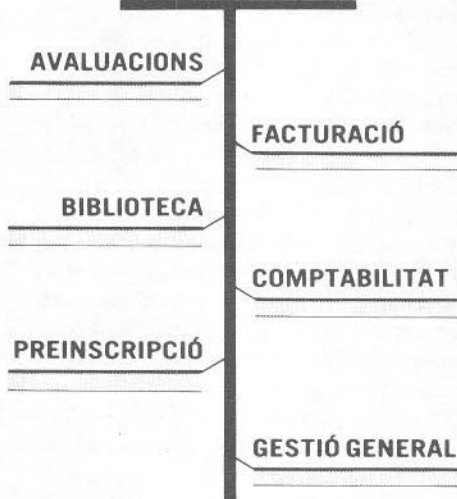 AVALUACIONS
FACTURACIÓ
BIBLIOTECA
COMPTABILITAT
PREINSCRIPCIÓ
GESTIÓ GENERAL